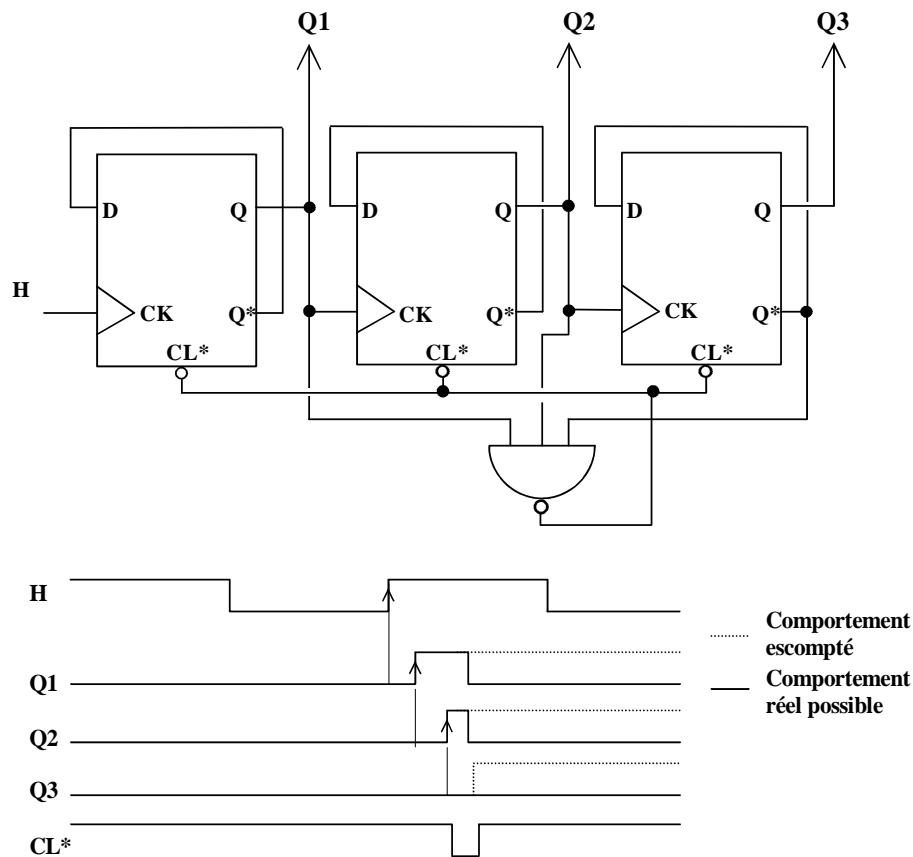 Q1 Q2 Q3
D Q D Q D Q
H
CK Q* CK Q* CK Q*
CL* CL* CL*
H
Comportement
escompté
Q1
Comportement
réel possible
Q2
Q3
CL*